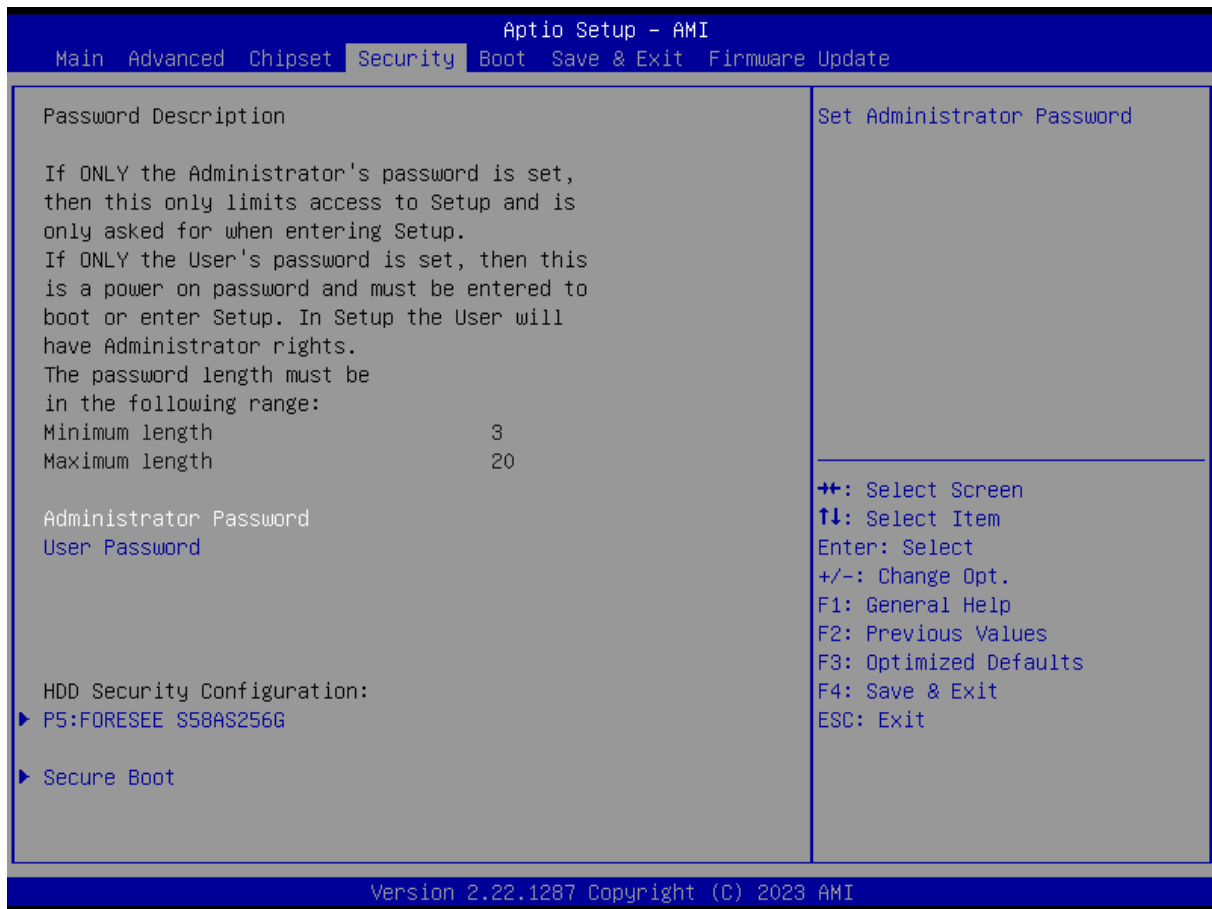 Aptio Setup – AMI
Main Advanced Chipset Security Boot Save & Exit Firmware Update
Password Description
If ONLY the Administrator's password is set,
then this only limits access to Setup and is
only asked for when entering Setup.
If ONLY the User's password is set, then this
is a power on password and must be entered to
boot or enter Setup. In Setup the User will
have Administrator rights.
The password length must be
in the following range:
Minimum length 3
Maximum length 20
Administrator Password
User Password
HDD Security Configuration:
▶ P5:FORESEE S58AS256G
▶ Secure Boot
Set Administrator Password
→←: Select Screen
↑↓: Select Item
Enter: Select
+/-: Change Opt.
F1: General Help
F2: Previous Values
F3: Optimized Defaults
F4: Save & Exit
ESC: Exit
Version 2.22.1287 Copyright (C) 2023 AMI